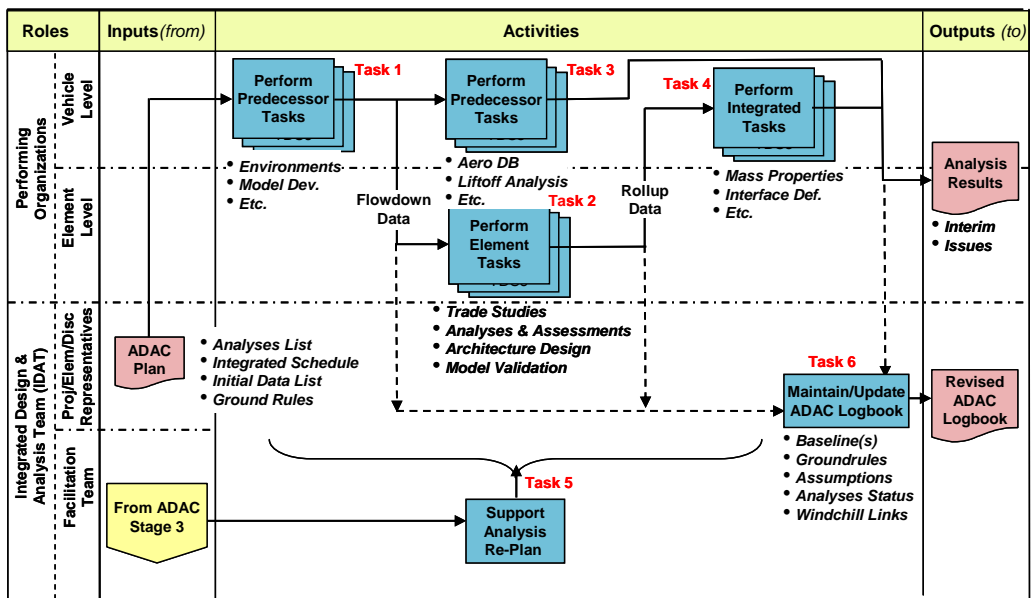 Roles
Inputs (from)
Activities
Outputs (to)
Performing
Organizations
Vehicle
Level
Element
Level
Integrated Design &
Analysis Team (IDAT)
Proj/Elem/Disc
Representatives
Facilitation
Team
Task 1
Perform
Predecessor
Tasks
• Environments
• Model Dev.
• Etc.
Task 3
Perform
Predecessor
Tasks
• Aero DB
• Liftoff Analysis
• Etc.
Task 4
Perform
Integrated
Tasks
• Mass Properties
• Interface Def.
• Etc.
Flowdown
Data
Rollup
Data
Task 2
Perform
Element
Tasks
• Trade Studies
• Analyses & Assessments
• Architecture Design
• Model Validation
Analysis
Results
• Interim
• Issues
ADAC
Plan
• Analyses List
• Integrated Schedule
• Initial Data List
• Ground Rules
Task 6
Maintain/Update
ADAC Logbook
• Baseline(s)
• Groundrules
• Assumptions
• Analyses Status
• Windchill Links
Revised
ADAC
Logbook
From ADAC
Stage 3
Task 5
Support
Analysis
Re-Plan